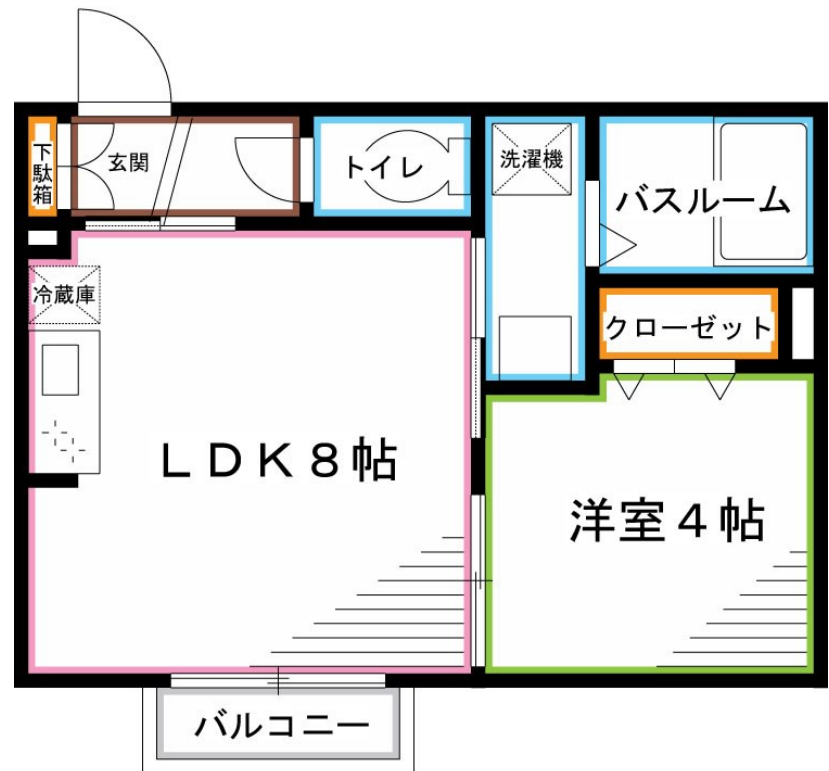 下駄箱
玄関
トイレ
洗濯機
バスルーム
冷蔵庫
クローゼット
ＬＤＫ８帖
洋室４帖
バルコニー